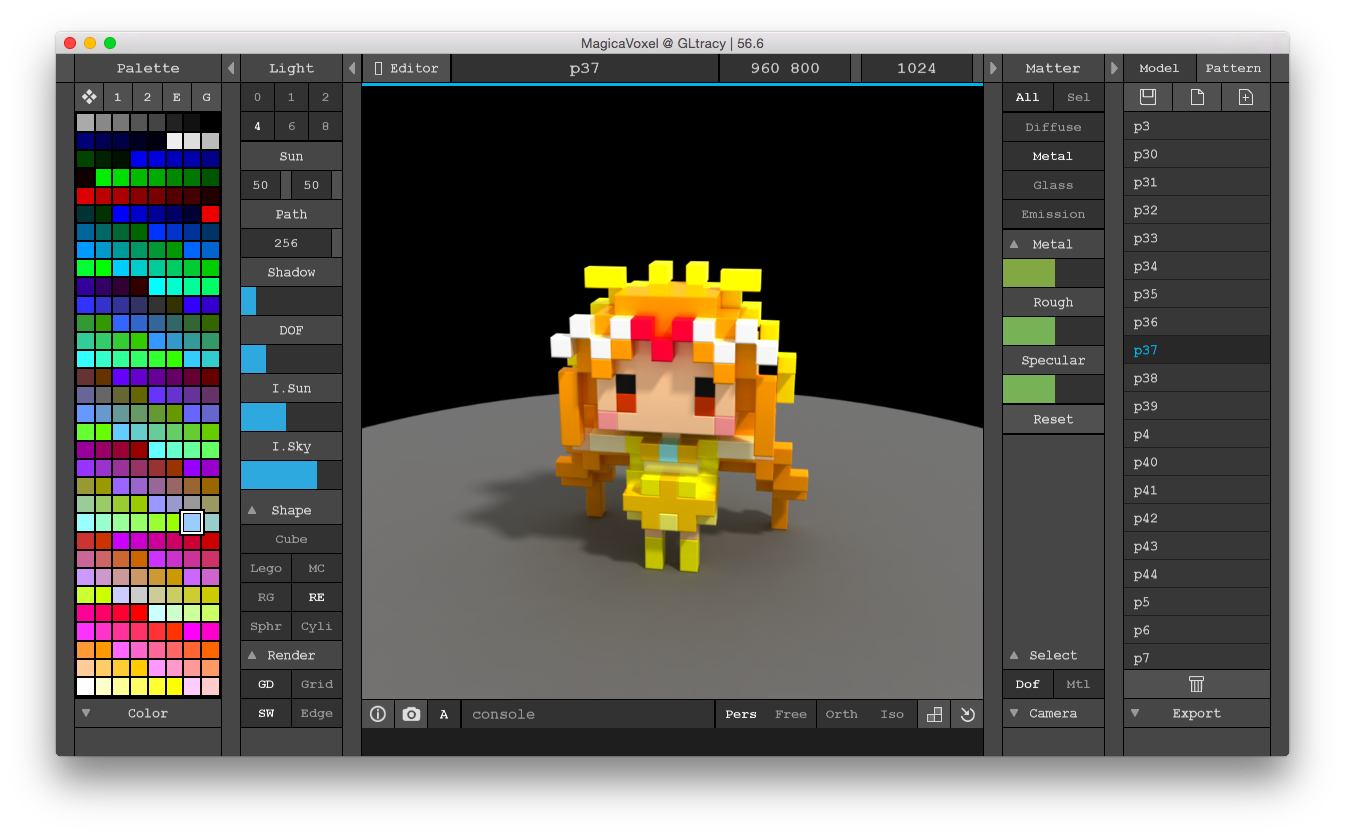 MagicaVoxel @ GLtracy | 56.6
Palette
1 2 E G
Color
Light
0 1 2
4 6 8
Sun
50 50
Path
256
Shadow
DOF
I.Sun
I.Sky
Shape
Cube
Lego MC
RG RE
Sphr Cyli
Render
GD Grid
SW Edge
Editor p37 960 800 1024
A console Pers Free Orth Iso
Matter
All Sel
Diffuse
Metal
Glass
Emission
Metal
Rough
Specular
Reset
Select
Dof Mtl
Camera
Model Pattern
p3
p30
p31
p32
p33
p34
p35
p36
p37
p38
p39
p4
p40
p41
p42
p43
p44
p5
p6
p7
Export